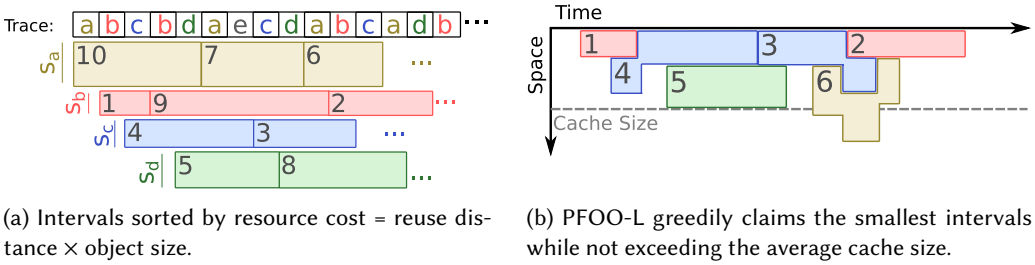 Trace: a b c b d a e c d a b c a d b ...
Sa 10 7 6 ...
Sb 1 9 2 ...
Sc 4 3 ...
Sd 5 8 ...
(a) Intervals sorted by resource cost = reuse dis-
tance × object size.
Time
Space
1 3 2
4 5 6
Cache Size
(b) PFOO-L greedily claims the smallest intervals
while not exceeding the average cache size.